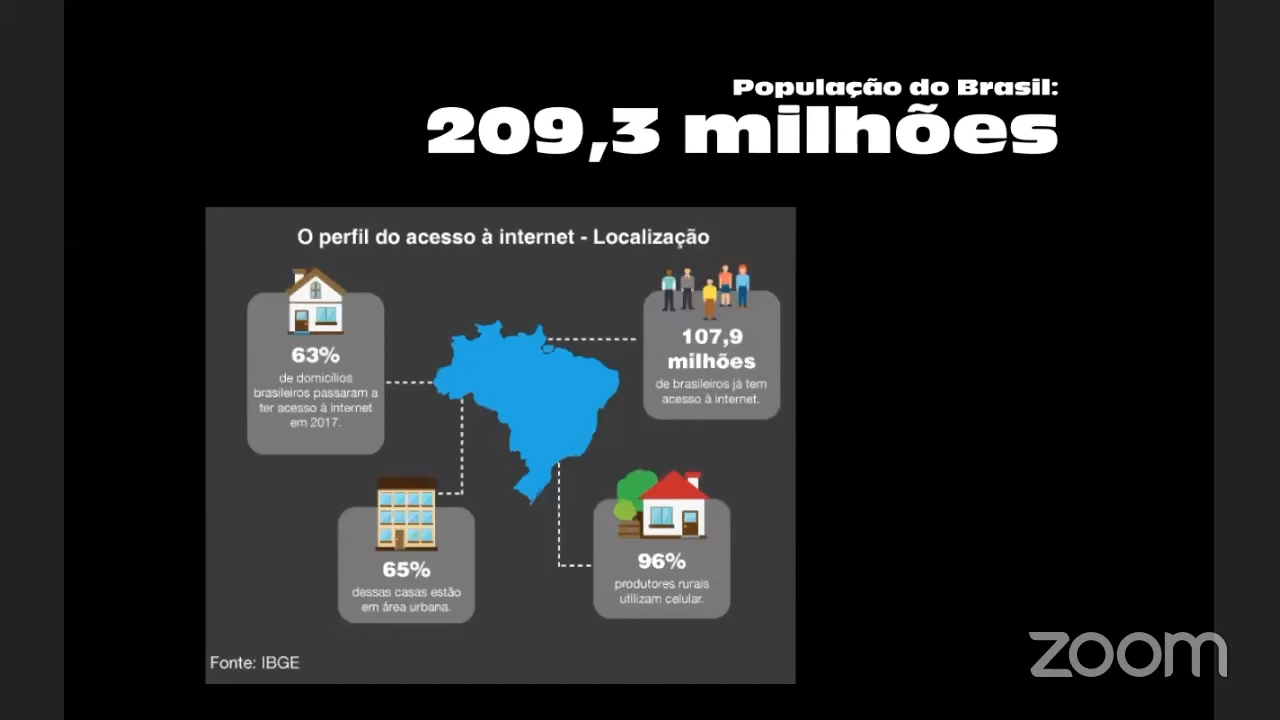 População do Brasil:
209,3 milhões
O perfil do acesso à internet - Localização
63%
de domicílios
brasileiros passaram a
ter acesso à internet
em 2017.
107,9
milhões
de brasileiros já tem
acesso à internet.
65%
dessas casas estão
em área urbana.
96%
produtores rurais
utilizam celular.
Fonte: IBGE
zoom